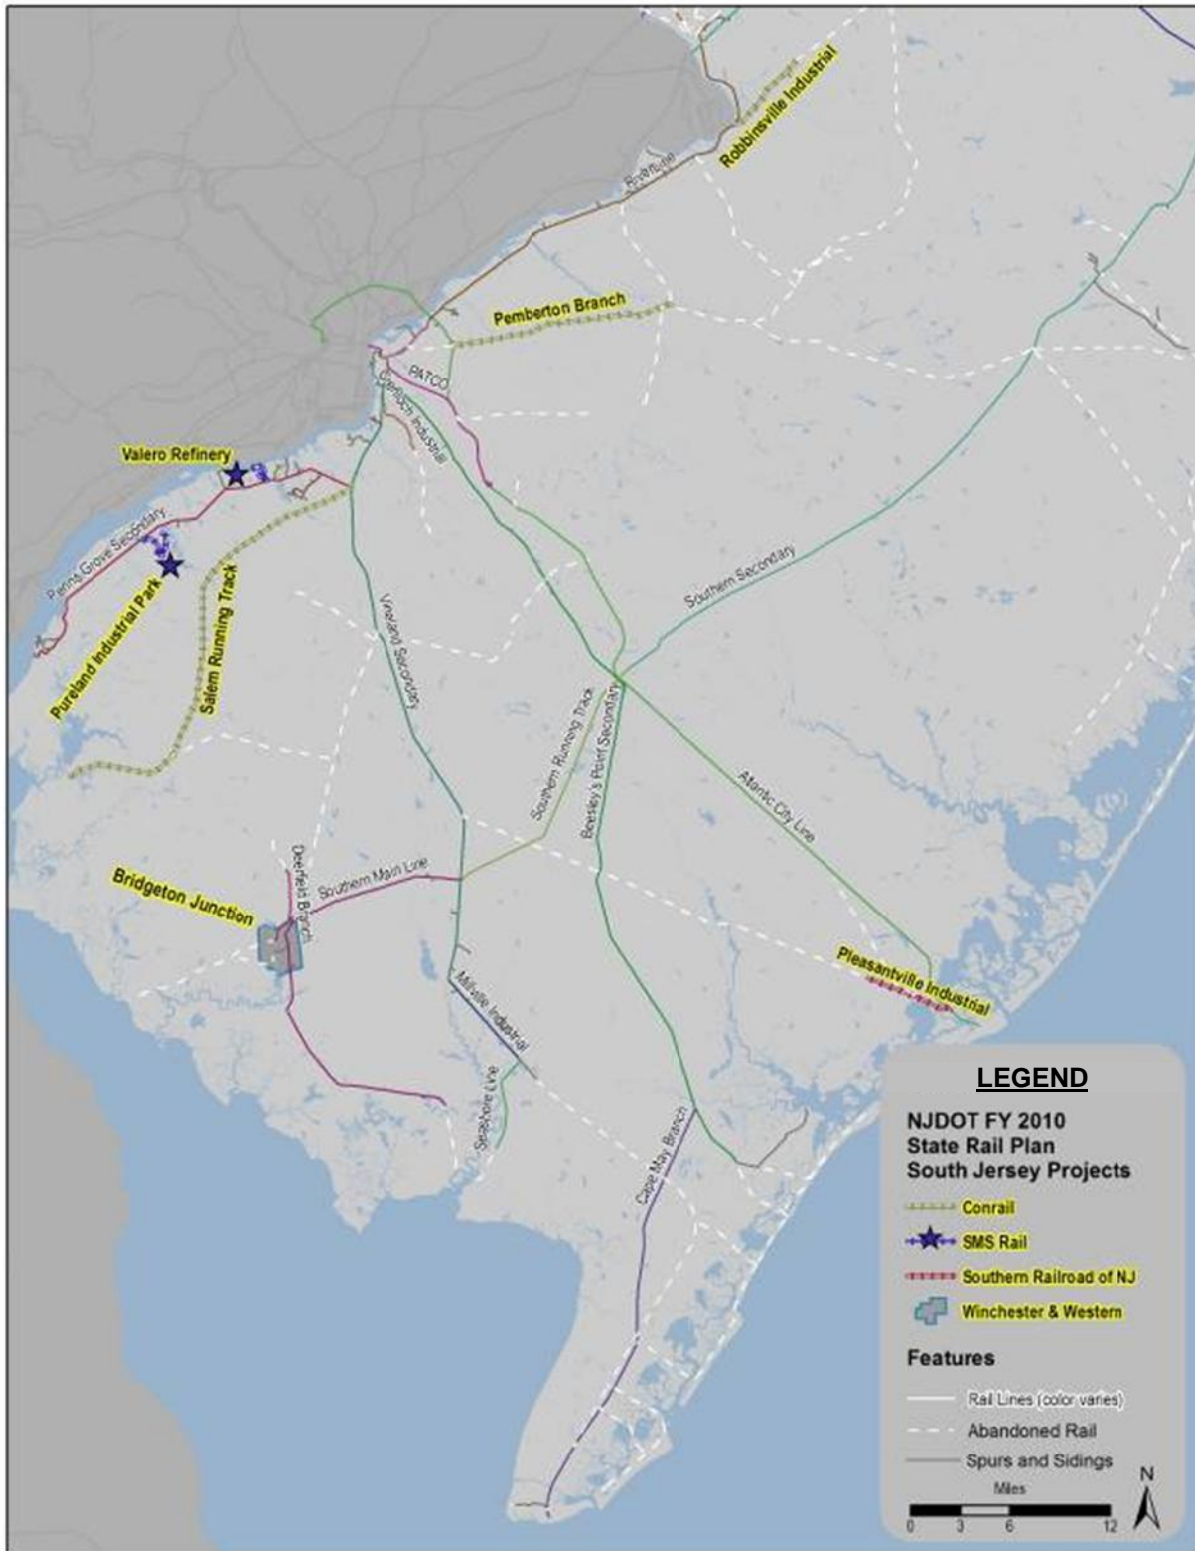 Robbinsville Industrial
Riverline
Pemberton Branch
PATCO
Grenloch Industrial
Valero Refinery
Penns Grove Secondary
Pureland Industrial Park
Salem Running Track
Vineland Secondary
Southern Secondary
Southern Running Track
Beesley's Point Secondary
Atlantic City Line
Deerfield Branch
Southern Main Line
Bridgeton Junction
Pleasantville Industrial
Millville Industrial
Seashore Line
Cape May Branch
LEGEND
NJDOT FY 2010
State Rail Plan
South Jersey Projects
Conrail
SMS Rail
Southern Railroad of NJ
Winchester & Western
Features
Rail Lines (color varies)
Abandoned Rail
Spurs and Sidings
Miles
N
0 3 6 12